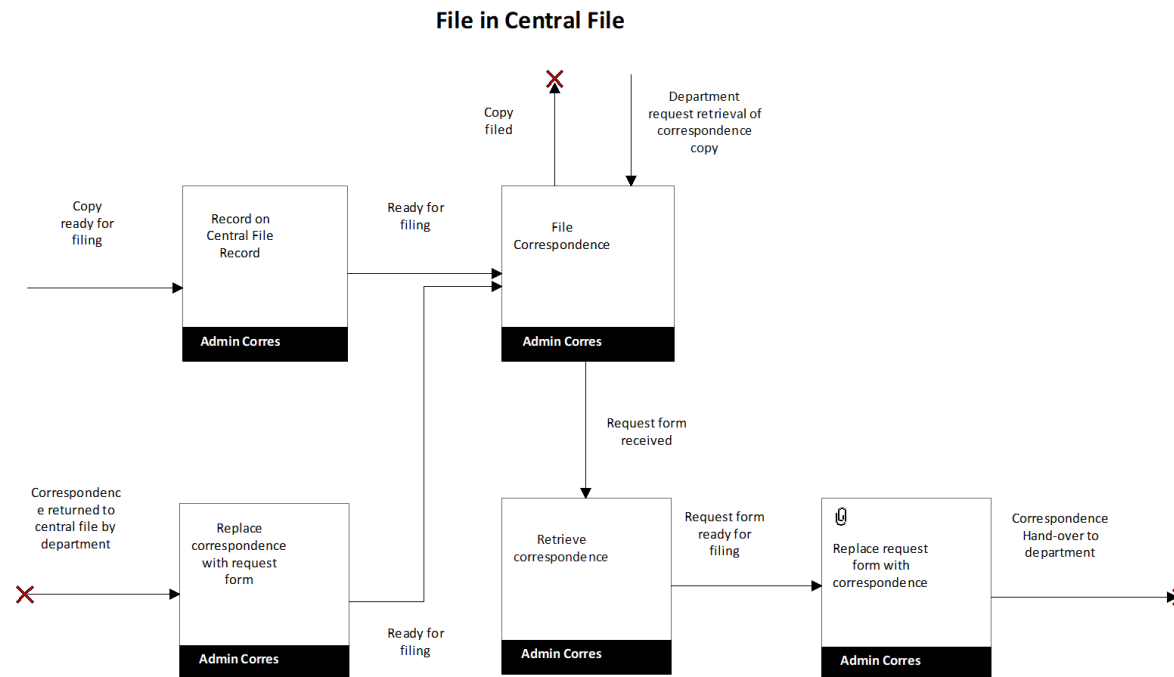 File in Central File
Copy
filed
Department
request retrieval of
correspondence
copy
Copy
ready for
filing
Record on
Central File
Record
Admin Corres
Ready for
filing
File
Correspondence
Admin Corres
Request form
received
Correspondenc
e returned to
central file by
department
Replace
correspondence
with request
form
Admin Corres
Ready for
filing
Retrieve
correspondence
Admin Corres
Request form
ready for
filing
Replace request
form with
correspondence
Admin Corres
Correspondence
Hand-over to
department